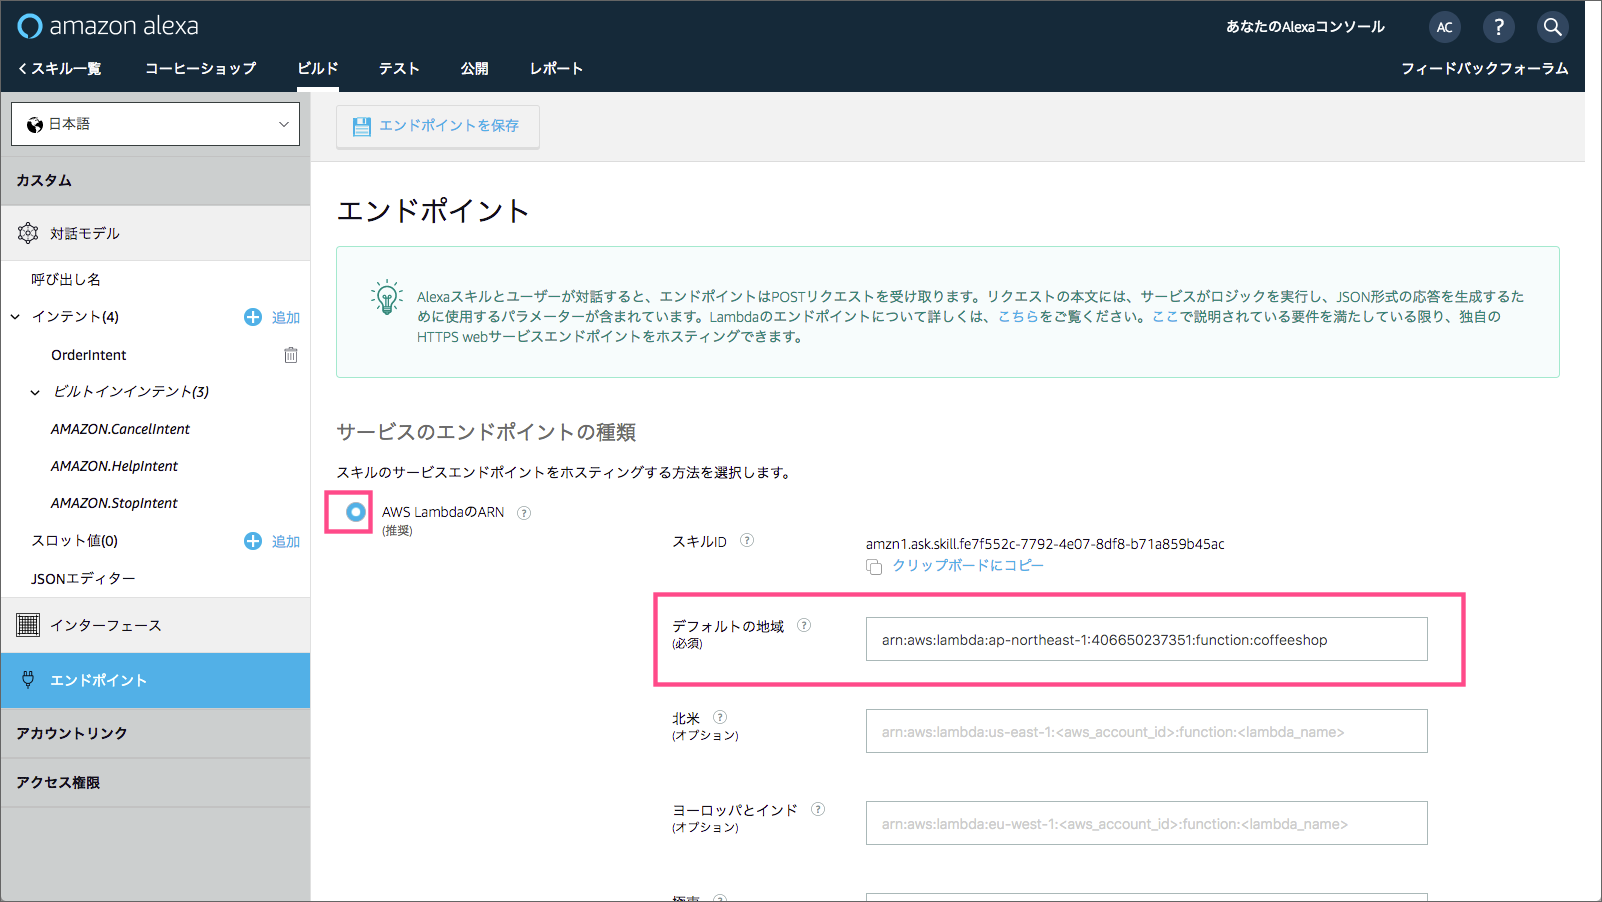 amazon alexa
あなたのAlexaコンソール
AC
?
スキル一覧
コーヒーショップ
ビルド
テスト
公開
レポート
フィードバックフォーラム
日本語
エンドポイントを保存
カスタム
対話モデル
呼び出し名
インテント(4)
追加
OrderIntent
ビルトインインテント(3)
AMAZON.CancelIntent
AMAZON.HelpIntent
AMAZON.StopIntent
スロット値(0)
追加
JSONエディター
インターフェース
エンドポイント
アカウントリンク
アクセス権限
エンドポイント
Alexaスキルとユーザーが対話すると、エンドポイントはPOSTリクエストを受け取ります。リクエストの本文には、サービスがロジックを実行し、JSON形式の応答を生成するた
めに使用するパラメーターが含まれています。Lambdaのエンドポイントについて詳しくは、こちらをご覧ください。ここで説明されている要件を満たしている限り、独自の
HTTPS webサービスエンドポイントをホスティングできます。
サービスのエンドポイントの種類
スキルのサービスエンドポイントをホスティングする方法を選択します。
AWS LambdaのARN ?
(推奨)
スキルID ?
amzn1.ask.skill.fe7f552c-7792-4e07-8df8-b71a859b45ac
クリップボードにコピー
デフォルトの地域 ?
(必須)
arn:aws:lambda:ap-northeast-1:406650237351:function:coffeeshop
北米 ?
(オプション)
arn:aws:lambda:us-east-1:<aws_account_id>:function:<lambda_name>
ヨーロッパとインド ?
(オプション)
arn:aws:lambda:eu-west-1:<aws_account_id>:function:<lambda_name>